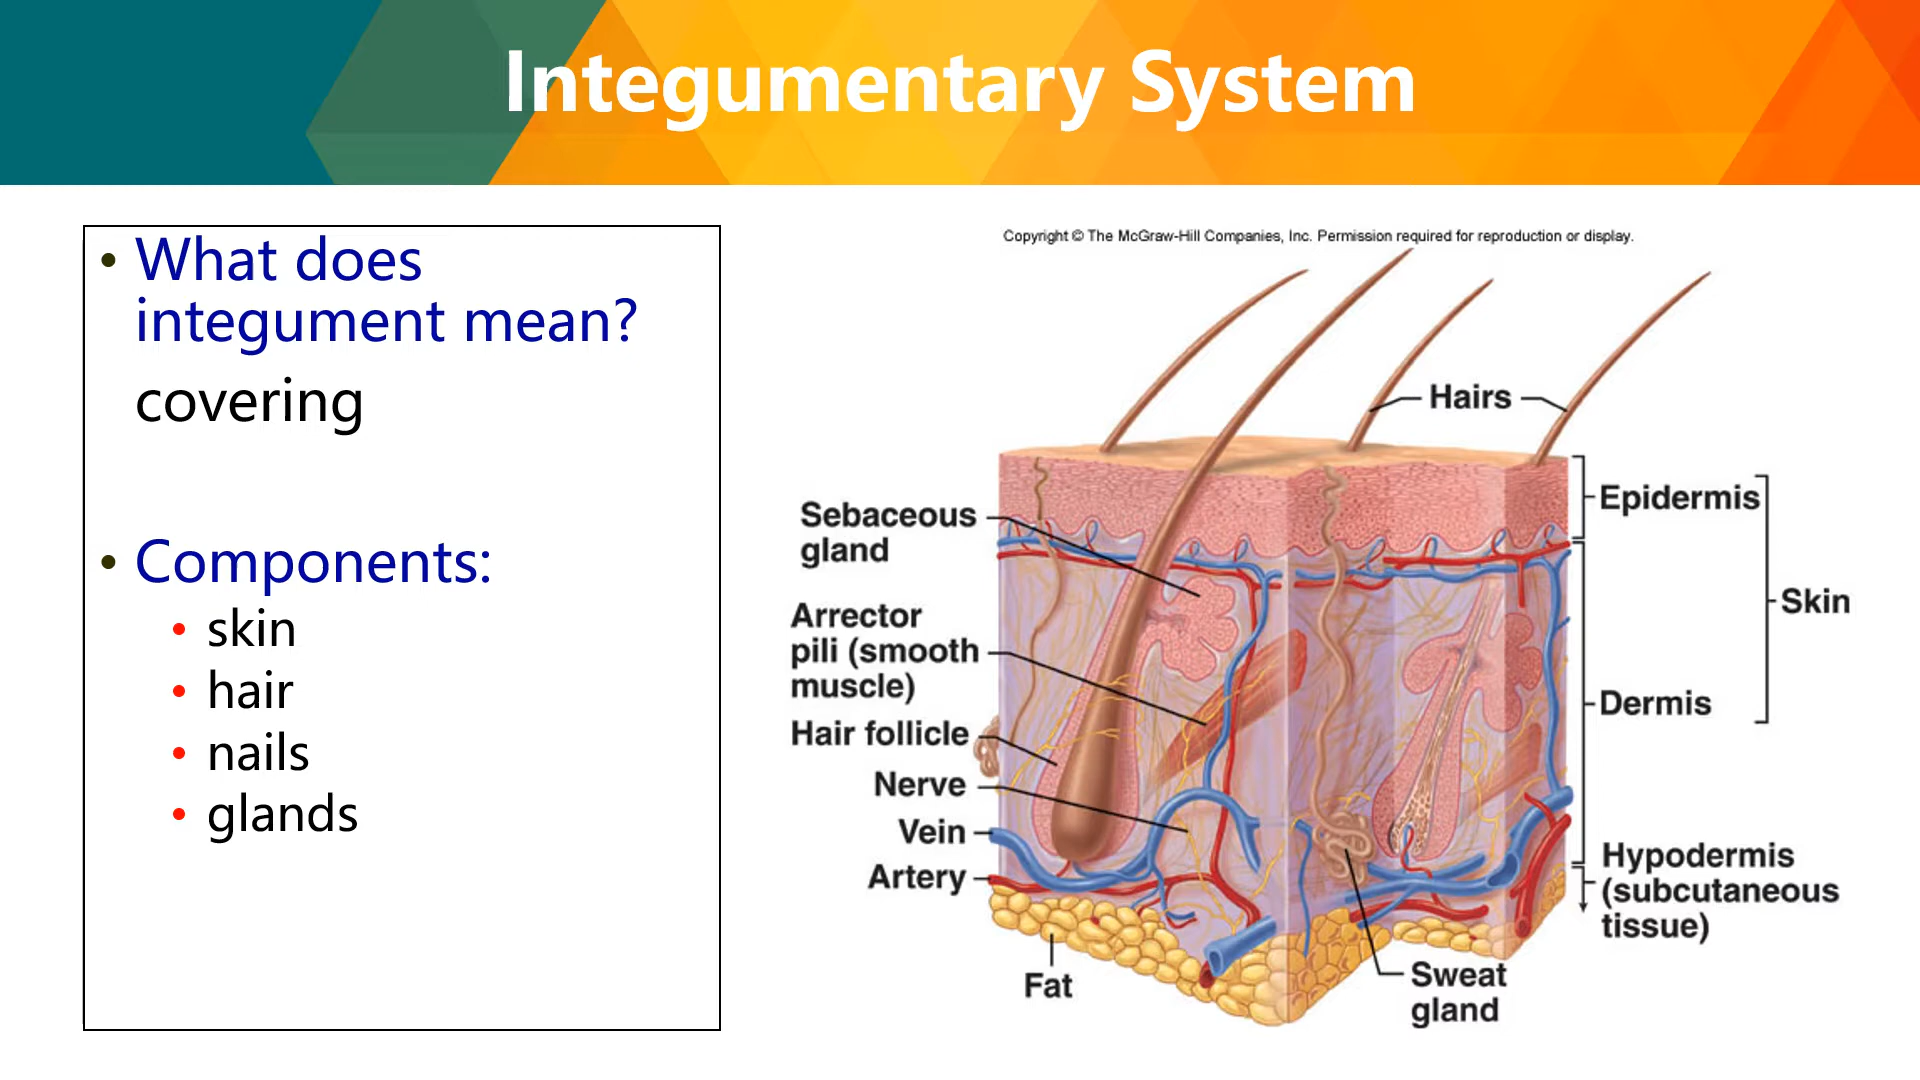 Integumentary System
• What does
integument mean?
covering
• Components:
• skin
• hair
• nails
• glands
Copyright © The McGraw-Hill Companies, Inc. Permission required for reproduction or display.
Hairs
Sebaceous
gland
Arrector
pili (smooth
muscle)
Hair follicle
Nerve
Vein
Artery
Fat
Sweat
gland
Epidermis
Skin
Dermis
Hypodermis
(subcutaneous
tissue)